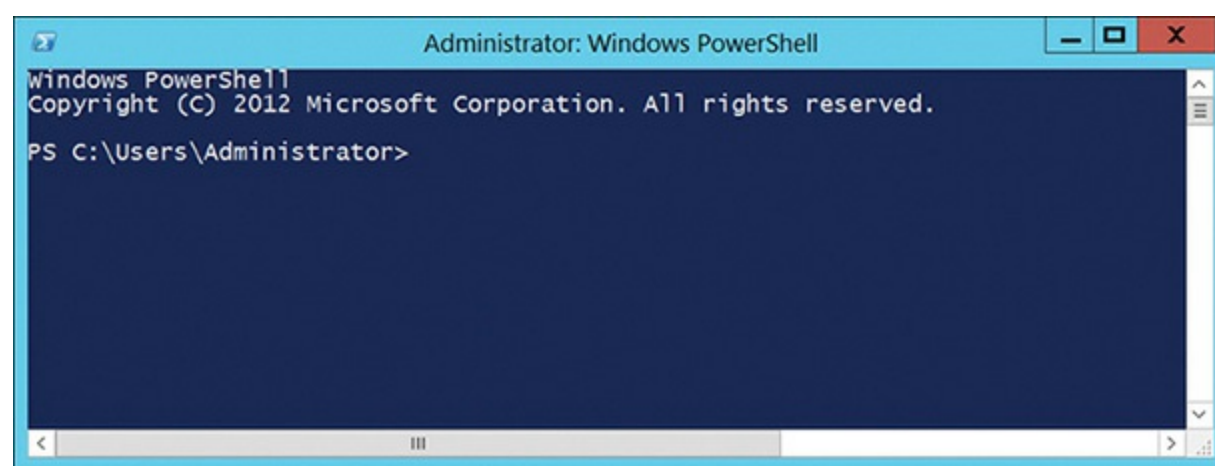 Administrator: Windows PowerShell
Windows PowerShell
Copyright (C) 2012 Microsoft Corporation. All rights reserved.
PS C:\Users\Administrator>